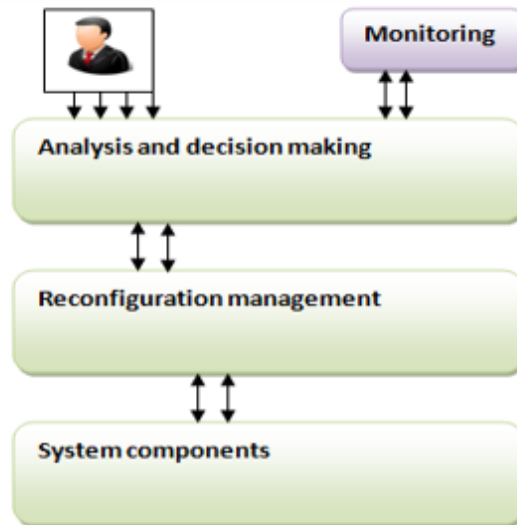 Monitoring
Analysis and decision making
Reconfiguration management
System components